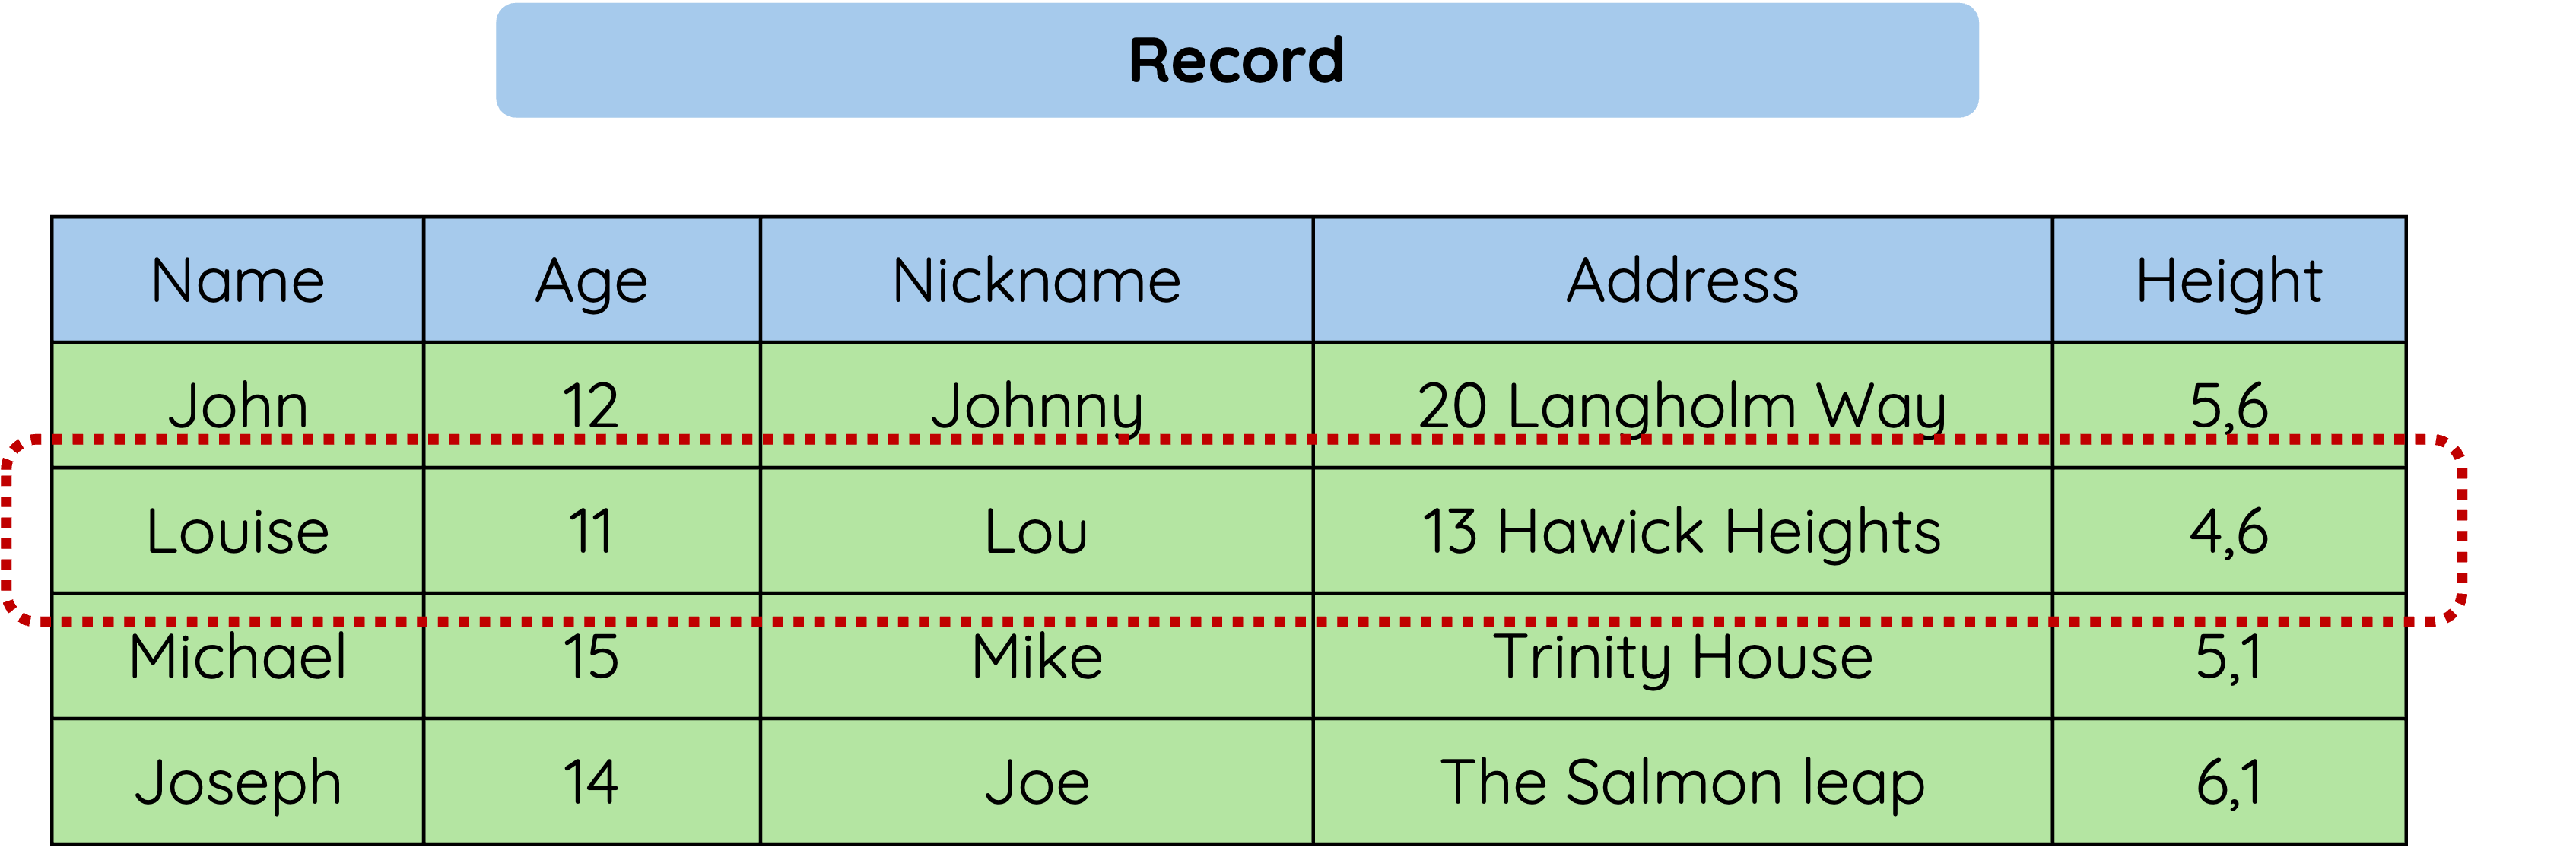 Record
Name Age Nickname Address Height
John 12 Johnny 20 Langholm Way 5,6
Louise 11 Lou 13 Hawick Heights 4,6
Michael 15 Mike Trinity House 5,1
Joseph 14 Joe The Salmon leap 6,1